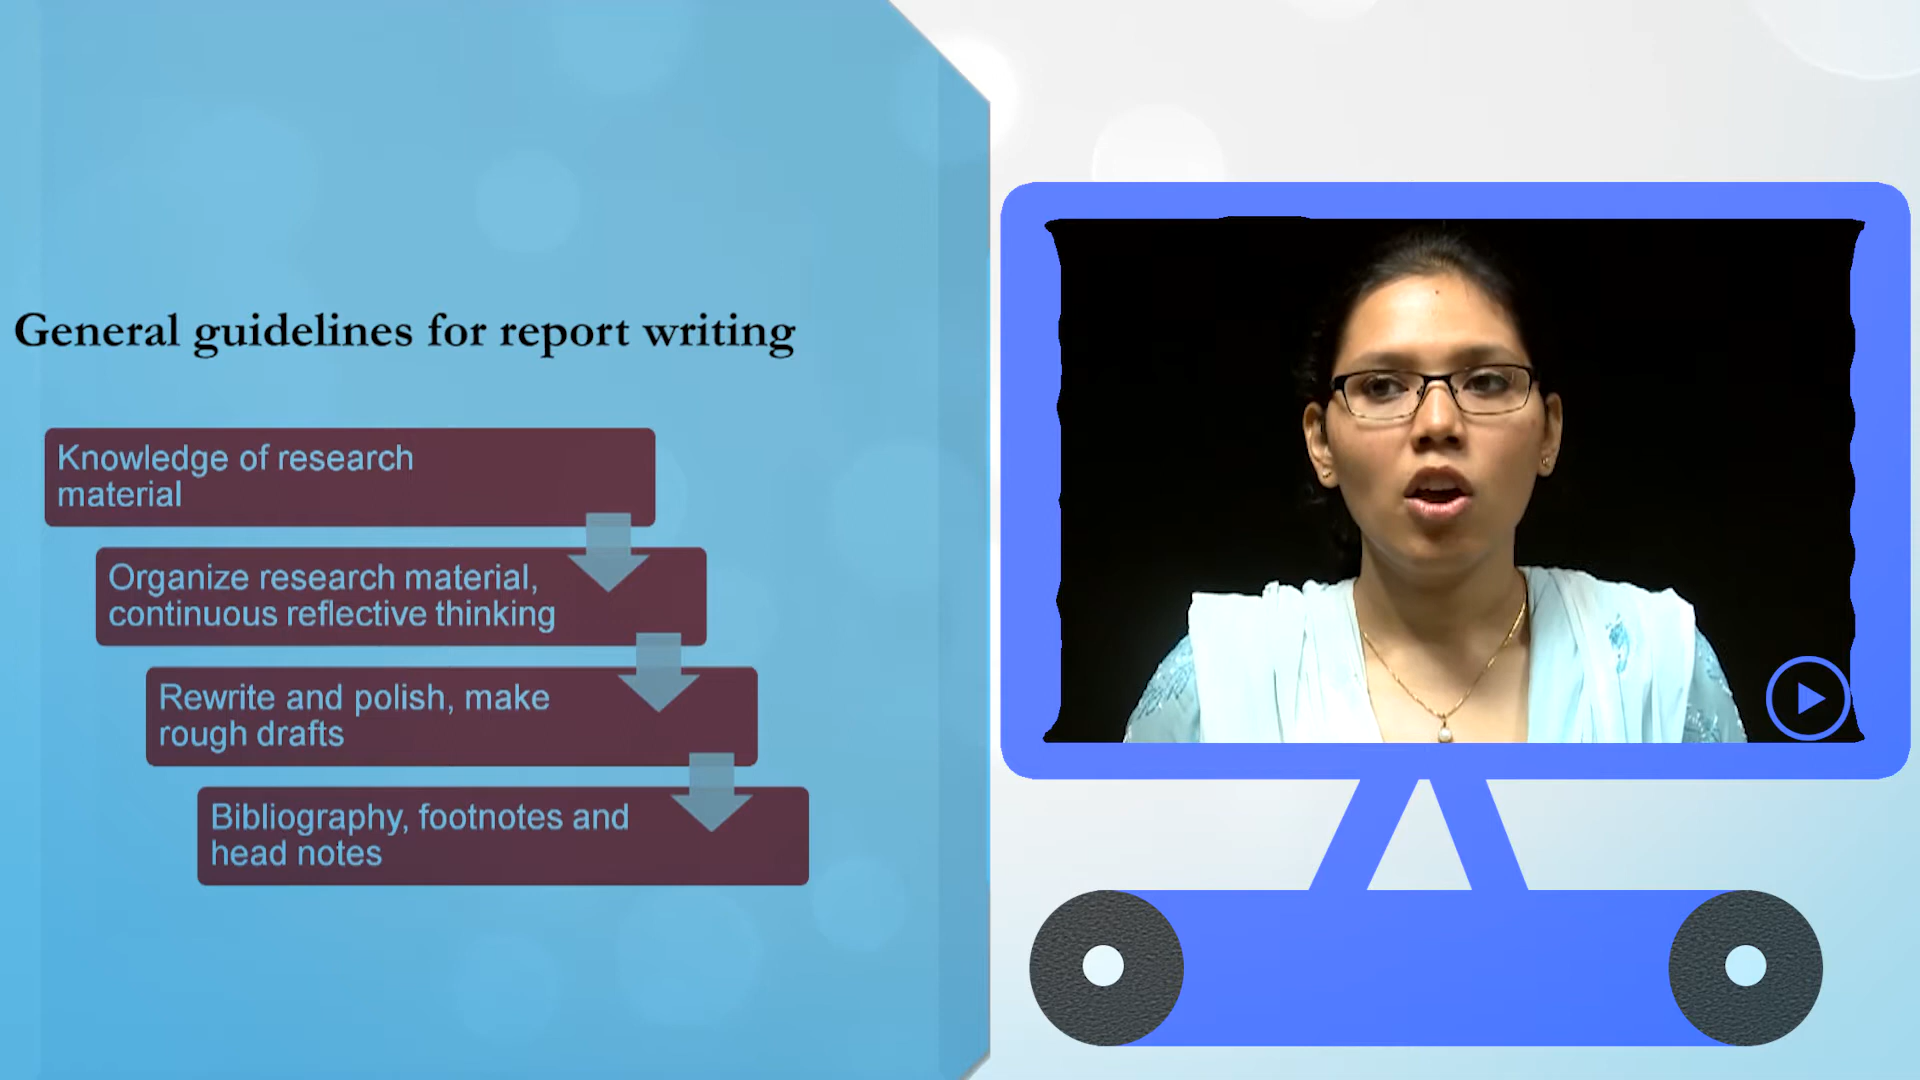 General guidelines for report writing
Knowledge of research
material
Organize research material,
continuous reflective thinking
Rewrite and polish, make
rough drafts
Bibliography, footnotes and
head notes